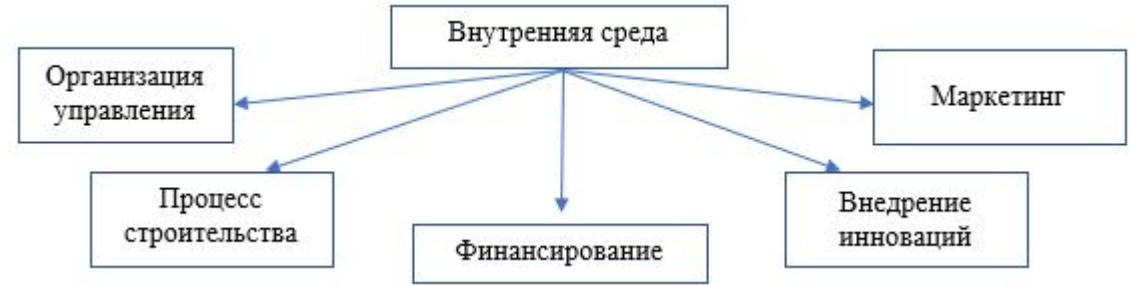 Внутренняя среда
Организация
управления
Маркетинг
Процесс
строительства
Внедрение
инноваций
Финансирование